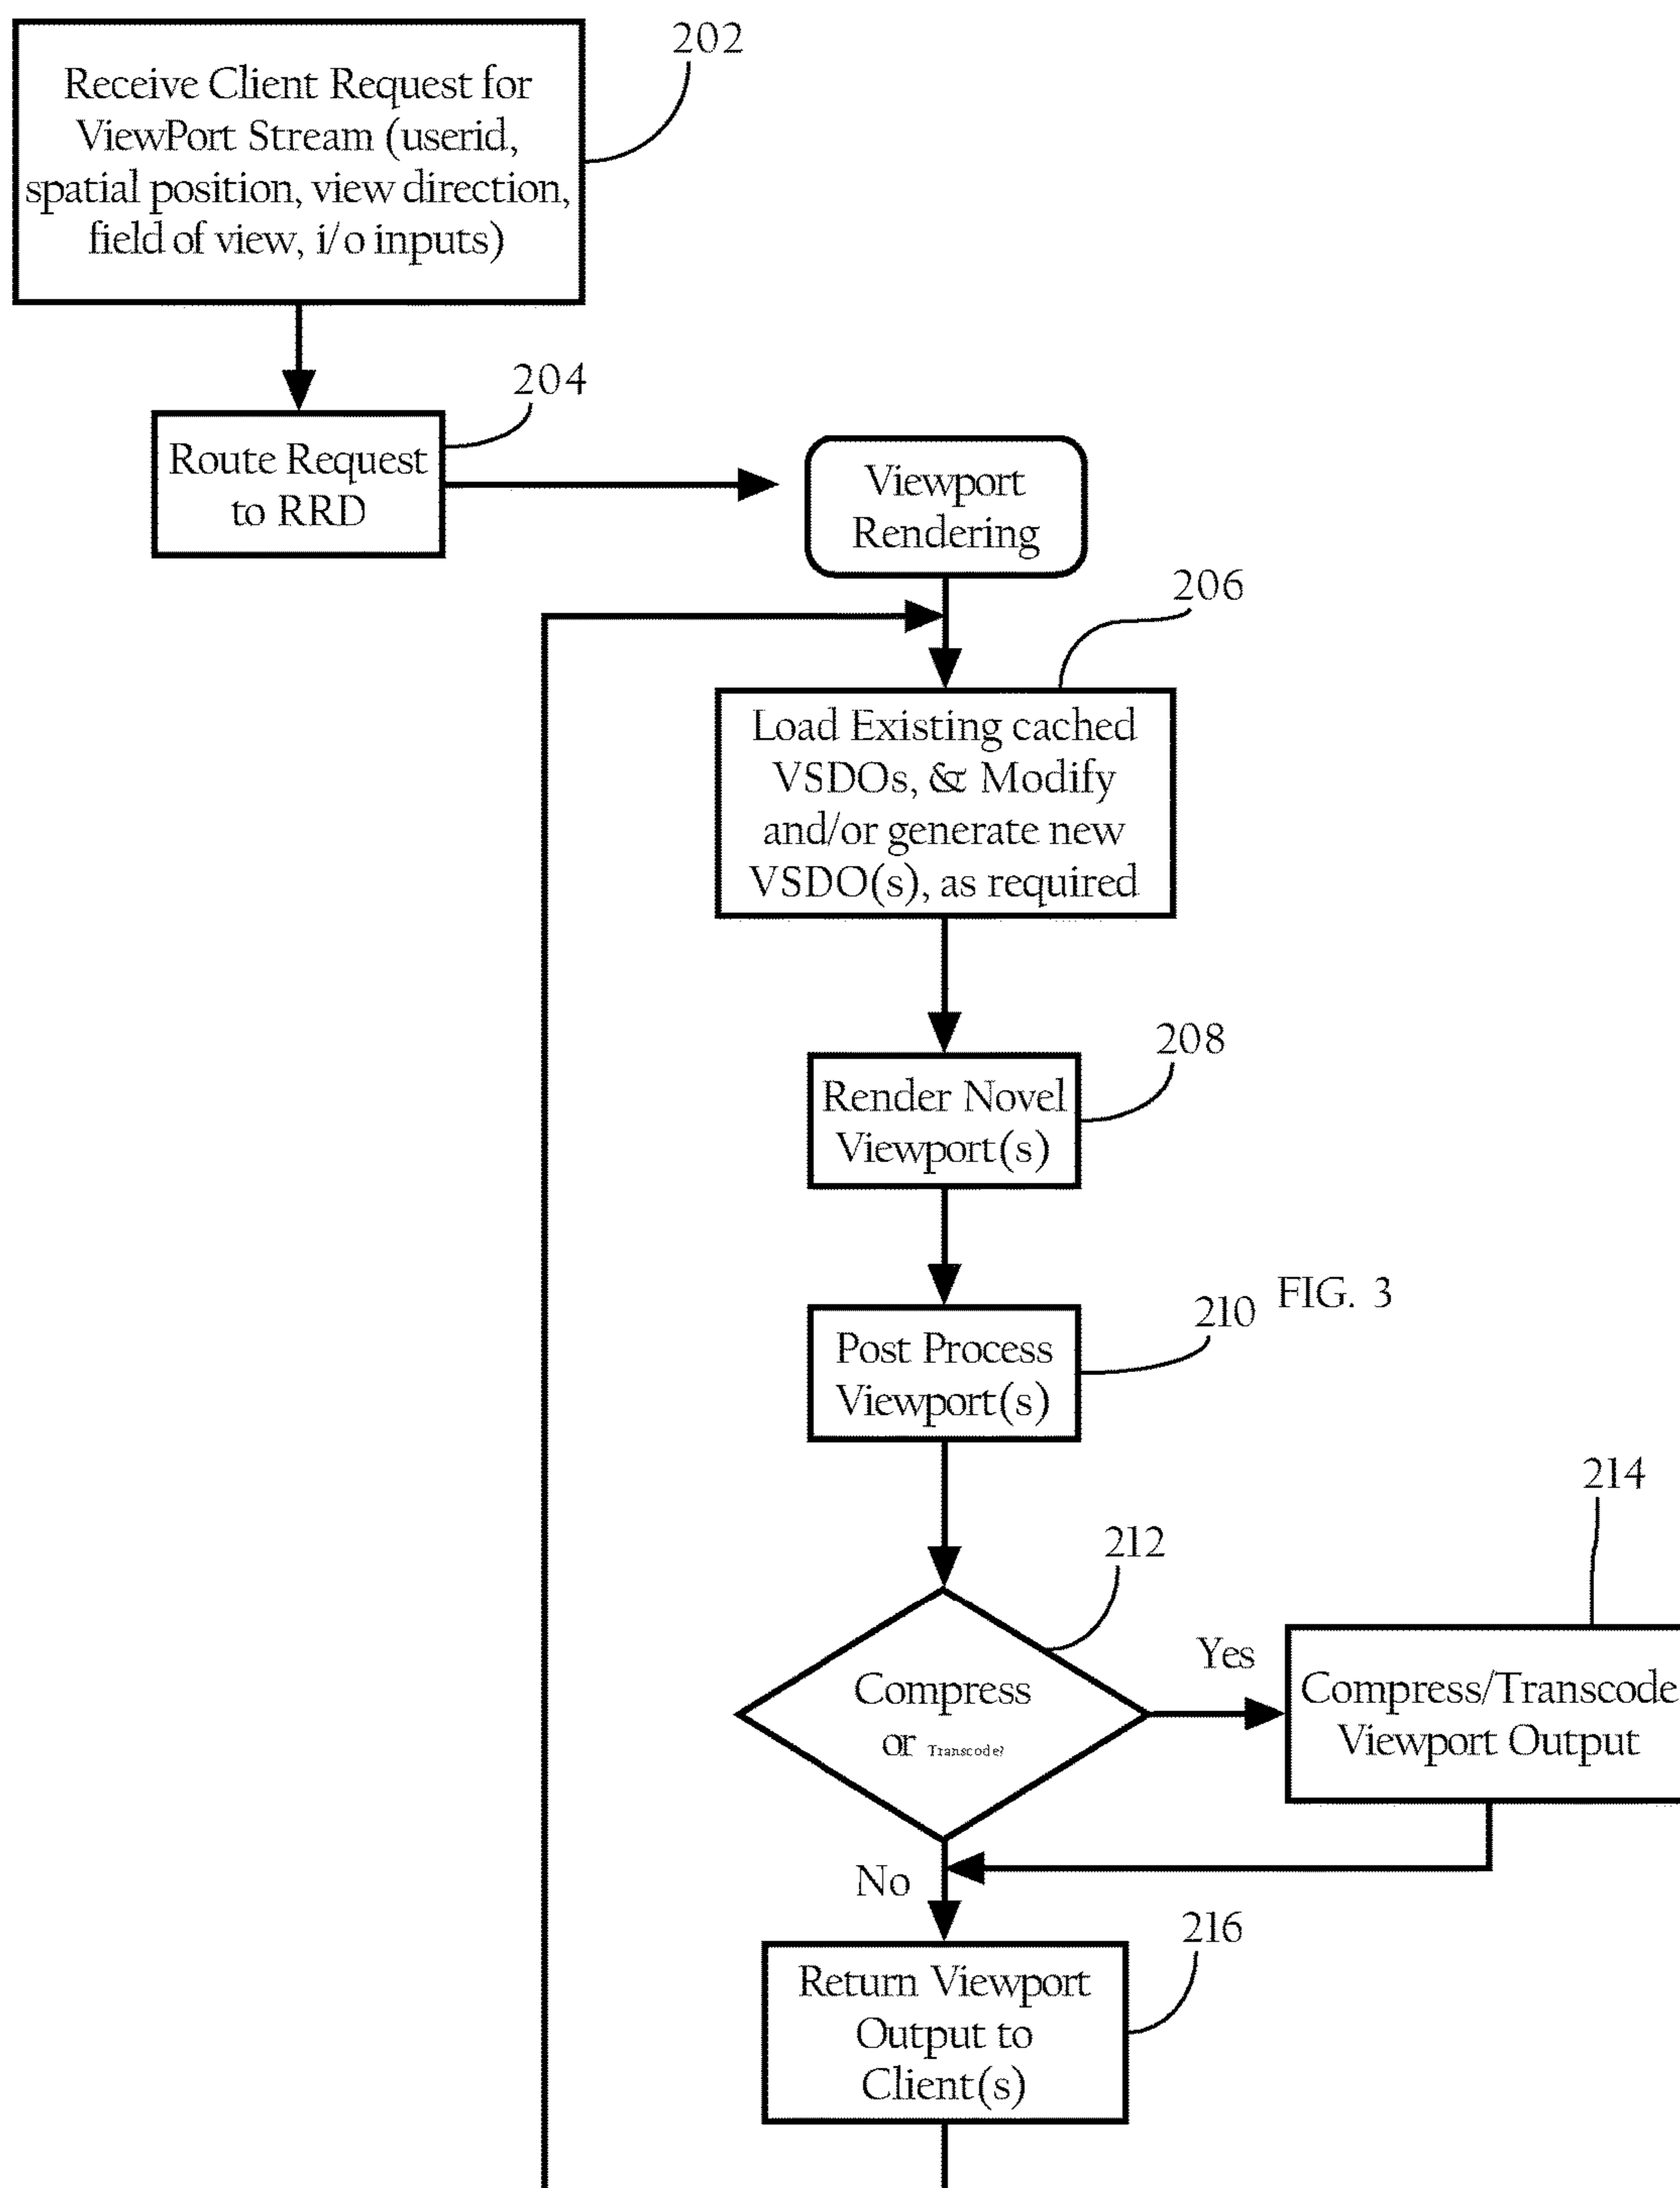 202
Receive Client Request for
ViewPort Stream (userid,
spatial position, view direction,
field of view, i/o inputs)
204
Route Request
to RRD
Viewport
Rendering
206
Load Existing cached
VSDOs, & Modify
and/or generate new
VSDO(s), as required
208
Render Novel
Viewport(s)
FIG. 3
210
Post Process
Viewport(s)
214
212
Yes
Compress
or Transcode?
Compress/Transcode
Viewport Output
No
216
Return Viewport
Output to
Client(s)